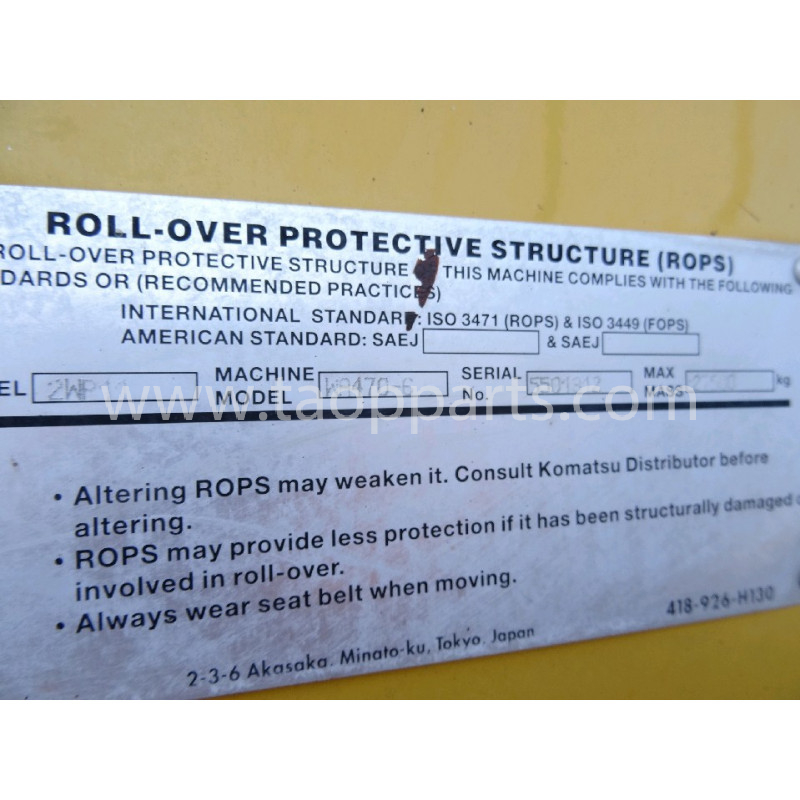 ROLL-OVER PROTECTIVE STRUCTURE (ROPS)
ROLL-OVER PROTECTIVE STRUCTURE THIS MACHINE COMPLIES WITH THE FOLLOWING
DARDS OR (RECOMMENDED PRACTICES)
INTERNATIONAL STANDARD: ISO 3471 (ROPS) & ISO 3449 (FOPS)
AMERICAN STANDARD: SAEJ & SAEJ
EL MACHINE MODEL SERIAL No. MAX MASS kg
www.taopparts.com
• Altering ROPS may weaken it. Consult Komatsu Distributor before
altering.
• ROPS may provide less protection if it has been structurally damaged
involved in roll-over.
• Always wear seat belt when moving.
2-3-6 Akasaka. Minato-ku, Tokyo. Japan
418-926-H130